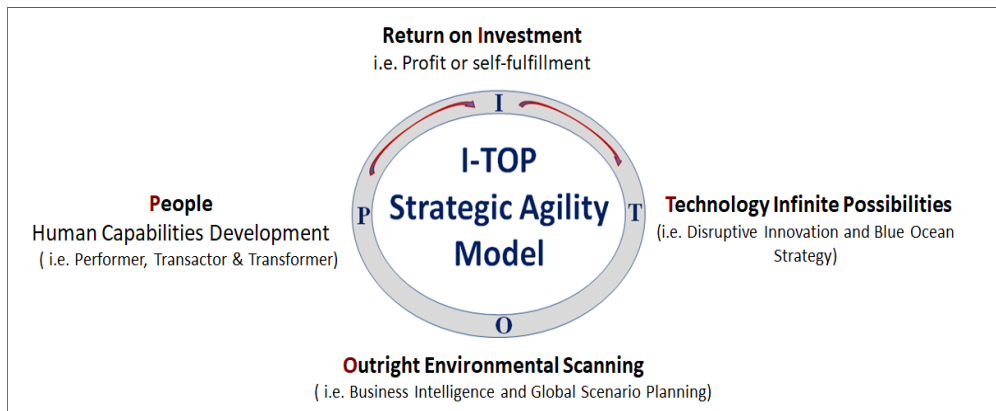 Return on Investment
i.e. Profit or self-fulfillment
I
I-TOP
Strategic Agility
Model
P
T
People
Human Capabilities Development
( i.e. Performer, Transactor & Transformer)
Technology Infinite Possibilities
(i.e. Disruptive Innovation and Blue Ocean
Strategy)
O
Outright Environmental Scanning
( i.e. Business Intelligence and Global Scenario Planning)